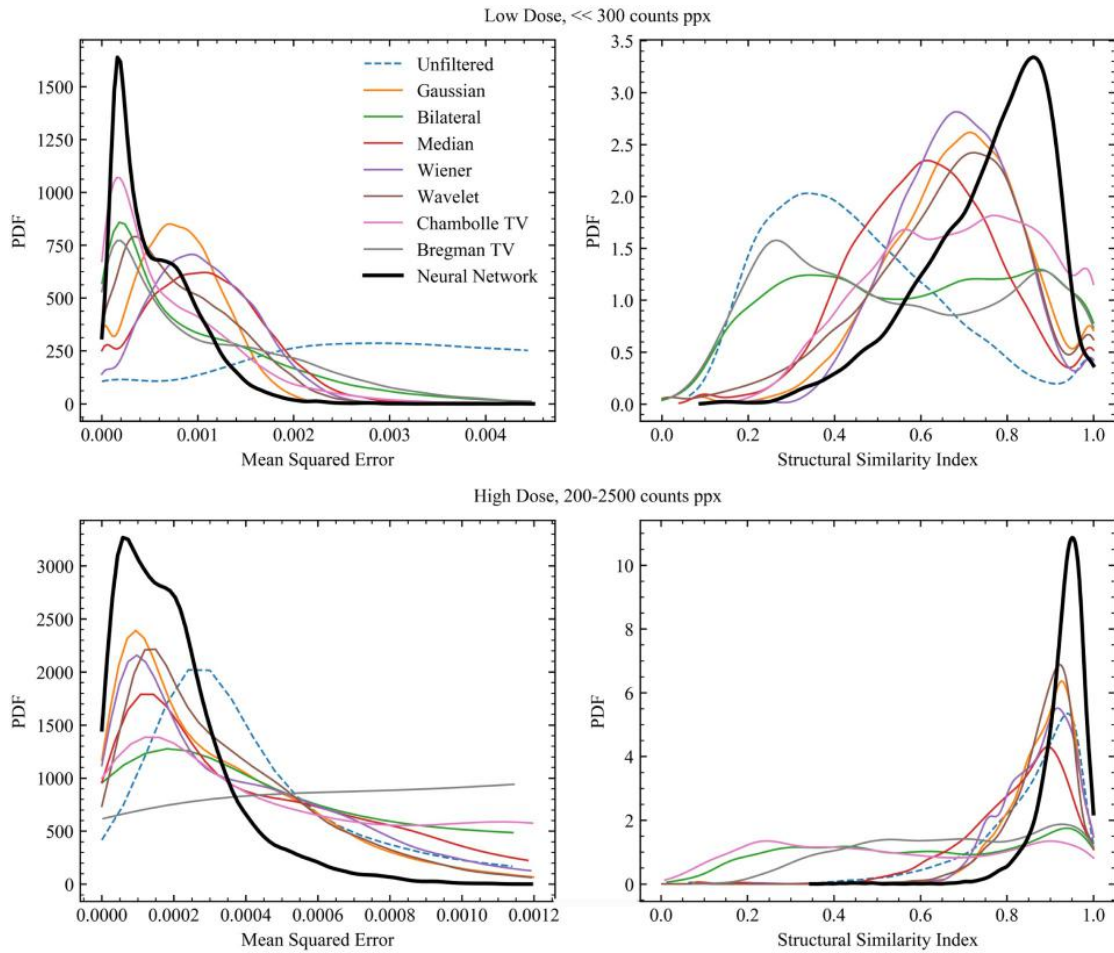 Low Dose, << 300 counts ppx
PDF
1500
1250
1000
750
500
250
0
Unfiltered
Gaussian
Bilateral
Median
Wiener
Wavelet
Chambolle TV
Bregman TV
Neural Network
0.000 0.001 0.002 0.003 0.004
Mean Squared Error
PDF
3.5
3.0
2.5
2.0
1.5
1.0
0.5
0.0
0.0 0.2 0.4 0.6 0.8 1.0
Structural Similarity Index
High Dose, 200-2500 counts ppx
PDF
3000
2500
2000
1500
1000
500
0
0.0000 0.0002 0.0004 0.0006 0.0008 0.0010 0.0012
Mean Squared Error
PDF
10
8
6
4
2
0
0.0 0.2 0.4 0.6 0.8 1.0
Structural Similarity Index